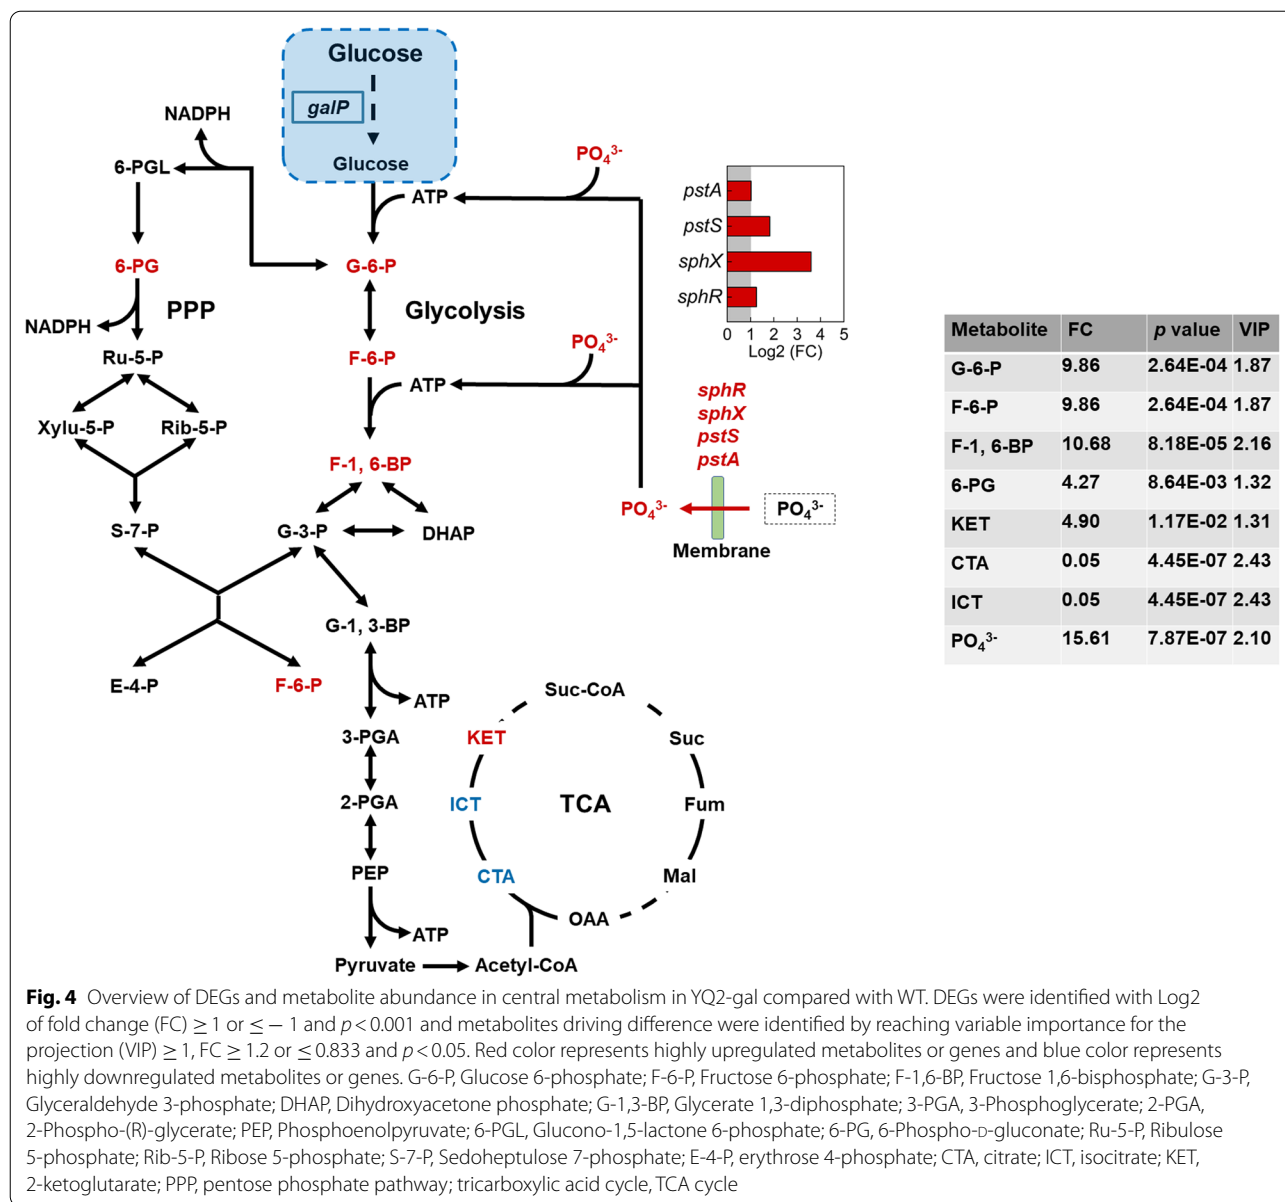 Glucose
galP
Glucose
NADPH
6-PGL
ATP
PO₄³⁻
6-PG
G-6-P
NADPH
PPP
Glycolysis
Ru-5-P
F-6-P
ATP
PO₄³⁻
Xylu-5-P
Rib-5-P
F-1, 6-BP
S-7-P
G-3-P
DHAP
G-1, 3-BP
E-4-P
F-6-P
ATP
3-PGA
2-PGA
PEP
ATP
Pyruvate
Acetyl-CoA
Suc-CoA
KET
Suc
ICT
TCA
Fum
CTA
Mal
OAA
pstA
pstS
sphX
sphR
0 1 2 3 4 5
Log2 (FC)
sphR
sphX
pstS
pstA
PO₄³⁻
PO₄³⁻
Membrane
Metabolite FC p value VIP
G-6-P 9.86 2.64E-04 1.87
F-6-P 9.86 2.64E-04 1.87
F-1, 6-BP 10.68 8.18E-05 2.16
6-PG 4.27 8.64E-03 1.32
KET 4.90 1.17E-02 1.31
CTA 0.05 4.45E-07 2.43
ICT 0.05 4.45E-07 2.43
PO₄³⁻ 15.61 7.87E-07 2.10
Fig. 4 Overview of DEGs and metabolite abundance in central metabolism in YQ2-gal compared with WT. DEGs were identified with Log2
of fold change (FC) ≥ 1 or ≤ − 1 and p < 0.001 and metabolites driving difference were identified by reaching variable importance for the
projection (VIP) ≥ 1, FC ≥ 1.2 or ≤ 0.833 and p < 0.05. Red color represents highly upregulated metabolites or genes and blue color represents
highly downregulated metabolites or genes. G-6-P, Glucose 6-phosphate; F-6-P, Fructose 6-phosphate; F-1,6-BP, Fructose 1,6-bisphosphate; G-3-P,
Glyceraldehyde 3-phosphate; DHAP, Dihydroxyacetone phosphate; G-1,3-BP, Glycerate 1,3-diphosphate; 3-PGA, 3-Phosphoglycerate; 2-PGA,
2-Phospho-(R)-glycerate; PEP, Phosphoenolpyruvate; 6-PGL, Glucono-1,5-lactone 6-phosphate; 6-PG, 6-Phospho-D-gluconate; Ru-5-P, Ribulose
5-phosphate; Rib-5-P, Ribose 5-phosphate; S-7-P, Sedoheptulose 7-phosphate; E-4-P, erythrose 4-phosphate; CTA, citrate; ICT, isocitrate; KET,
2-ketoglutarate; PPP, pentose phosphate pathway; tricarboxylic acid cycle, TCA cycle